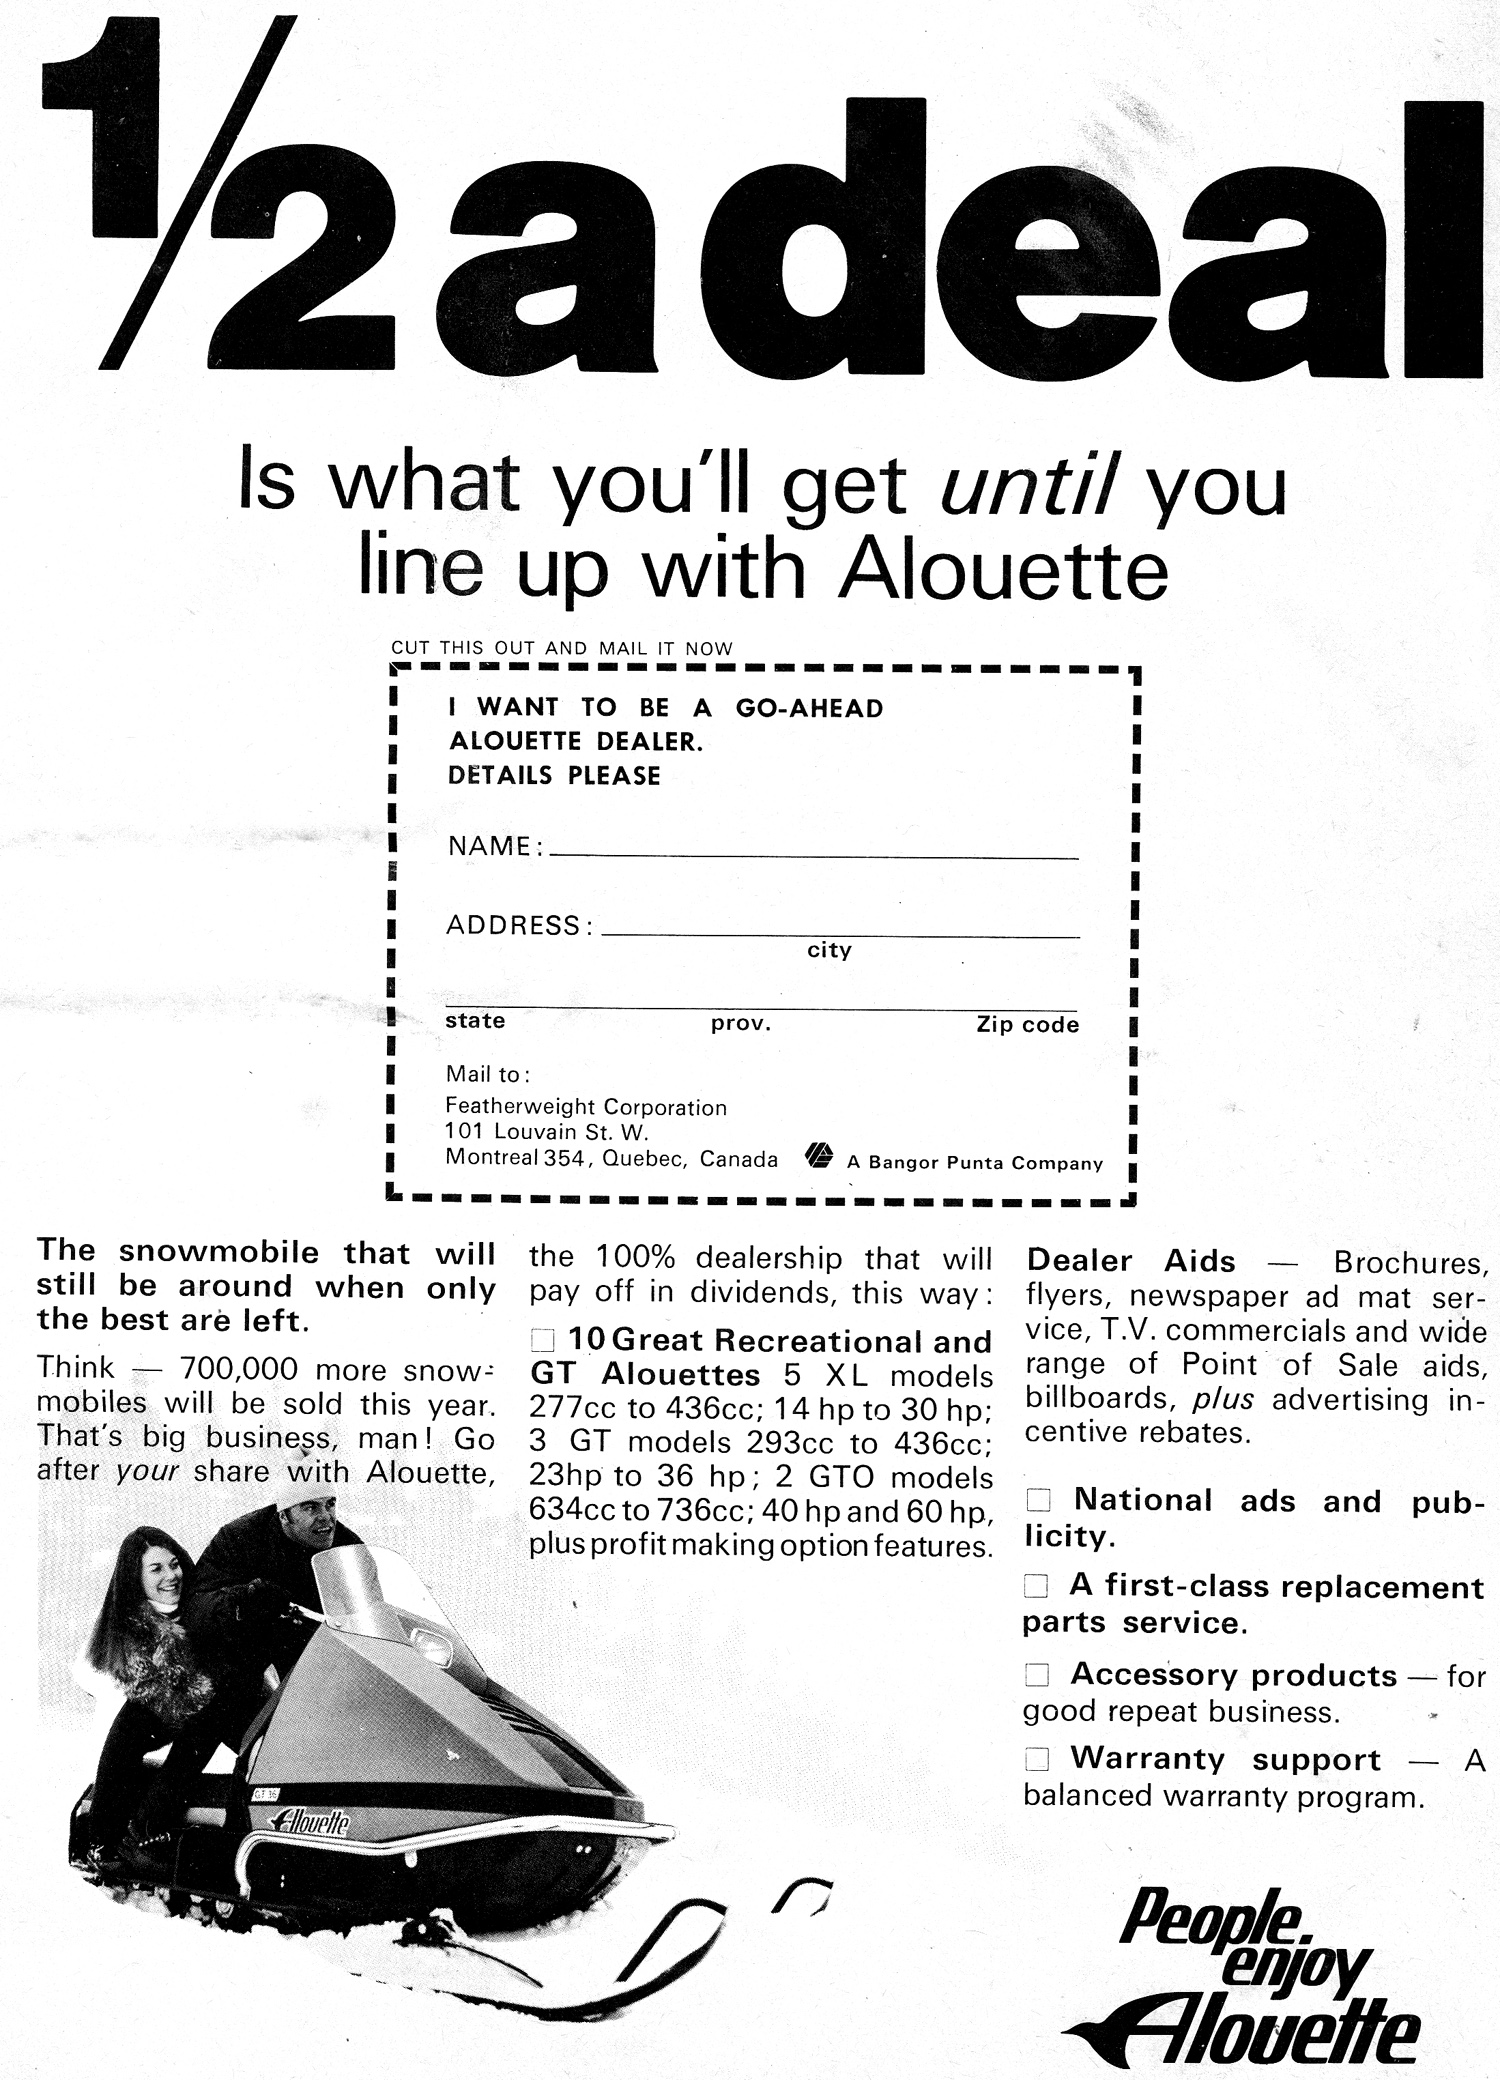 1/2 a deal
Is what you'll get until you
line up with Alouette
CUT THIS OUT AND MAIL IT NOW
I WANT TO BE A GO-AHEAD
ALOUETTE DEALER.
DETAILS PLEASE
NAME:
ADDRESS:
city
state prov. Zip code
Mail to:
Featherweight Corporation
101 Louvain St. W.
Montreal 354, Quebec, Canada A Bangor Punta Company
The snowmobile that will
still be around when only
the best are left.
Think — 700,000 more snow-
mobiles will be sold this year.
That's big business, man! Go
after your share with Alouette,
the 100% dealership that will
pay off in dividends, this way:
☐ 10 Great Recreational and
GT Alouettes 5 XL models
277cc to 436cc; 14 hp to 30 hp;
3 GT models 293cc to 436cc;
23hp to 36 hp; 2 GTO models
634cc to 736cc; 40 hp and 60 hp,
plus profit making option features.
Dealer Aids — Brochures,
flyers, newspaper ad mat ser-
vice, T.V. commercials and wide
range of Point of Sale aids,
billboards, plus advertising in-
centive rebates.
☐ National ads and pub-
licity.
☐ A first-class replacement
parts service.
☐ Accessory products — for
good repeat business.
☐ Warranty support — A
balanced warranty program.
GT 36
Alouette
People
enjoy
Alouette